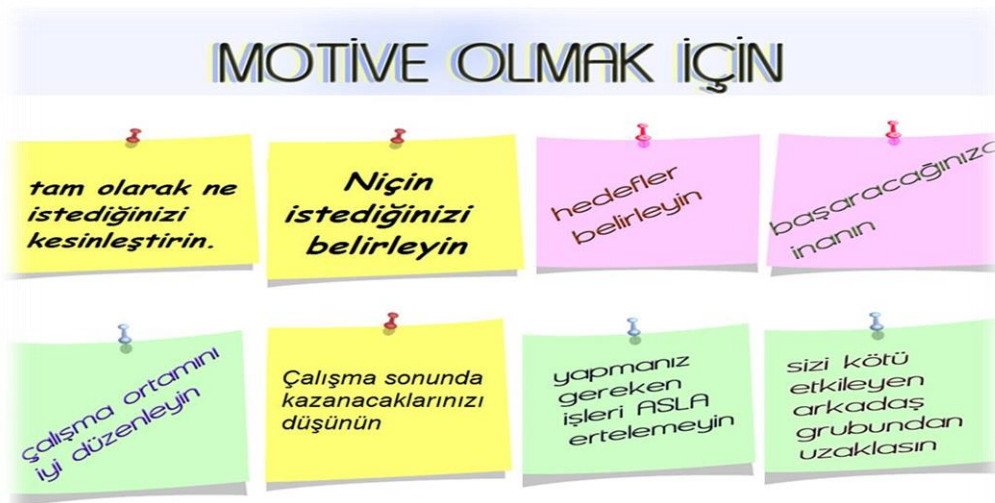 MOTİVE OLMAK İÇİN
tam olarak ne
istediğinizi
kesinleştirin.
Niçin
istediğinizi
belirleyin
hedefler
belirleyin
başaracağınıza
inanın
çalışma ortamını
iyi düzenleyin
Çalışma sonunda
kazanacaklarınızı
düşünün
yapmanız
gereken
işleri ASLA
ertelemeyin
sizi kötü
etkileyen
arkadaş
grubundan
uzaklasın